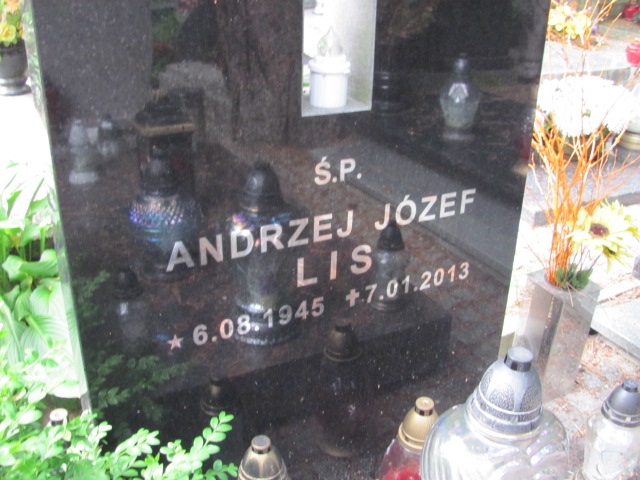 Ś.P.
ANDRZEJ JÓZEF
LIS
★ 6.08.1945 ✝ 7.01.2013